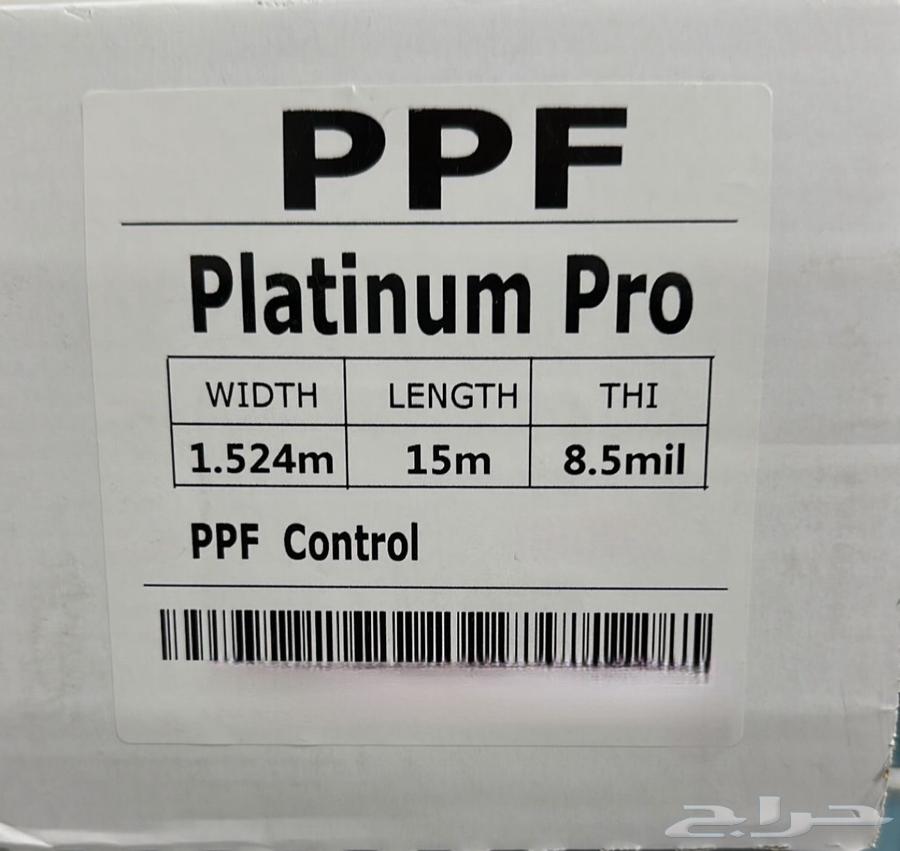 PPF
Platinum Pro
WIDTH LENGTH THI
1.524m 15m 8.5mil
PPF Control
حراج